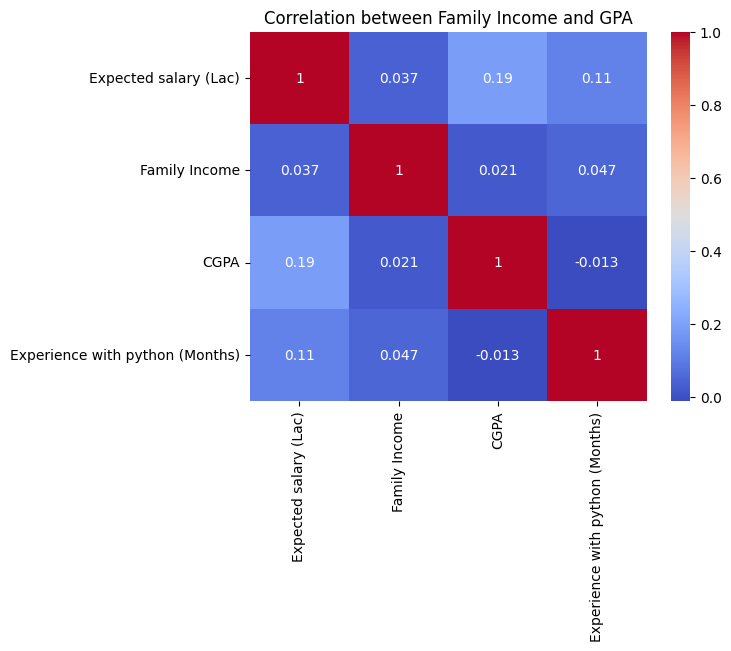 Correlation between Family Income and GPA
Expected salary (Lac)
1
0.037
0.19
0.11
Family Income
0.037
1
0.021
0.047
CGPA
0.19
0.021
1
-0.013
Experience with python (Months)
0.11
0.047
-0.013
1
Expected salary (Lac)
Family Income
CGPA
Experience with python (Months)
1.0
0.8
0.6
0.4
0.2
0.0